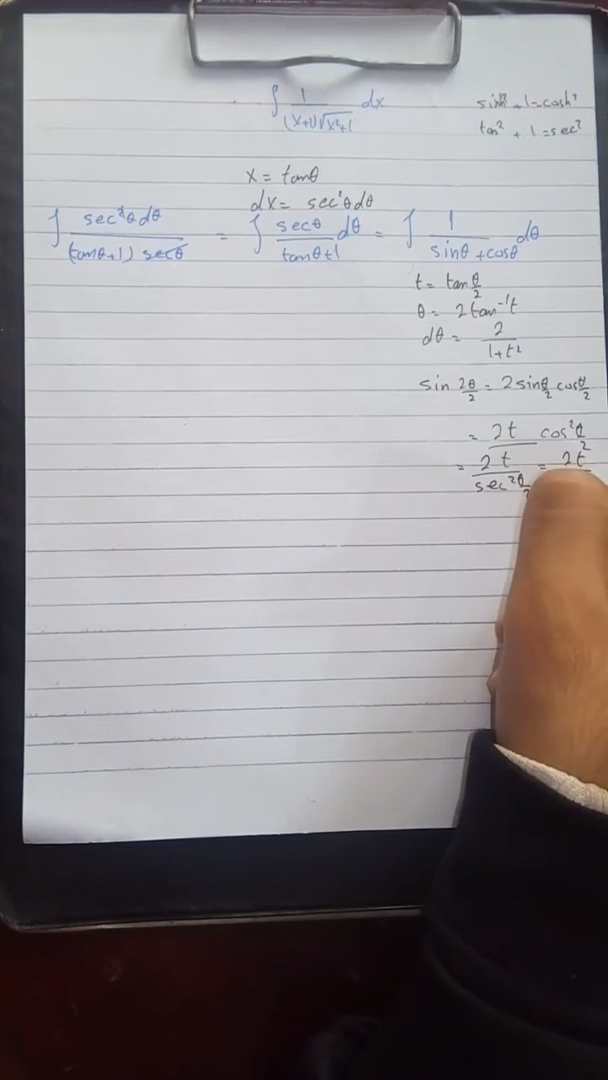 ∫ 1/((x+1)√x²+1) dx
sinh² + 1 = cosh²
tan² + 1 = sec²
x = tanθ
dx = sec²θ dθ
∫ sec²θ dθ/((tanθ+1) secθ) = ∫ secθ/(tanθ+1) dθ = ∫ 1/(sinθ + cosθ) dθ
t = tan θ/2
θ = 2 tan⁻¹t
dθ = 2/(1+t²)
sin 2θ/2 = 2 sin θ/2 cos θ/2
= 2t cos² θ/2
= 2t/(sec² θ/2) = 2t